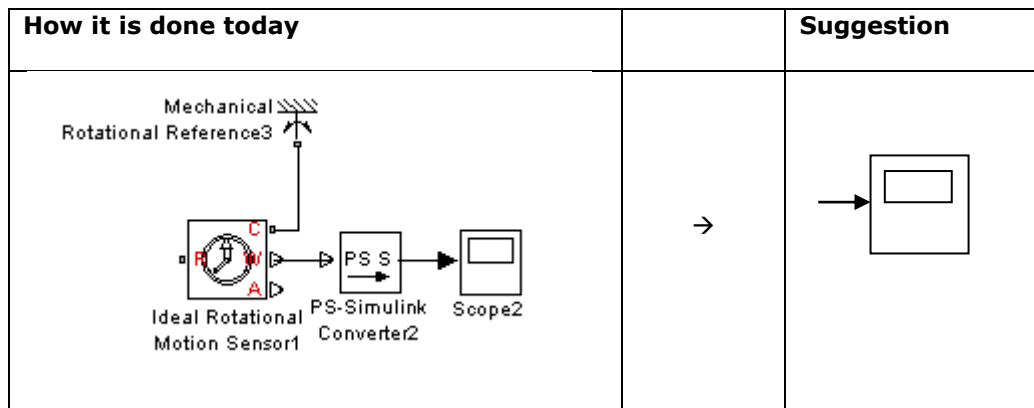 How it is done today
Suggestion
Mechanical
Rotational Reference3
→
C
R
W
A
PS S
Ideal Rotational
Motion Sensor1
PS-Simulink
Converter2
Scope2